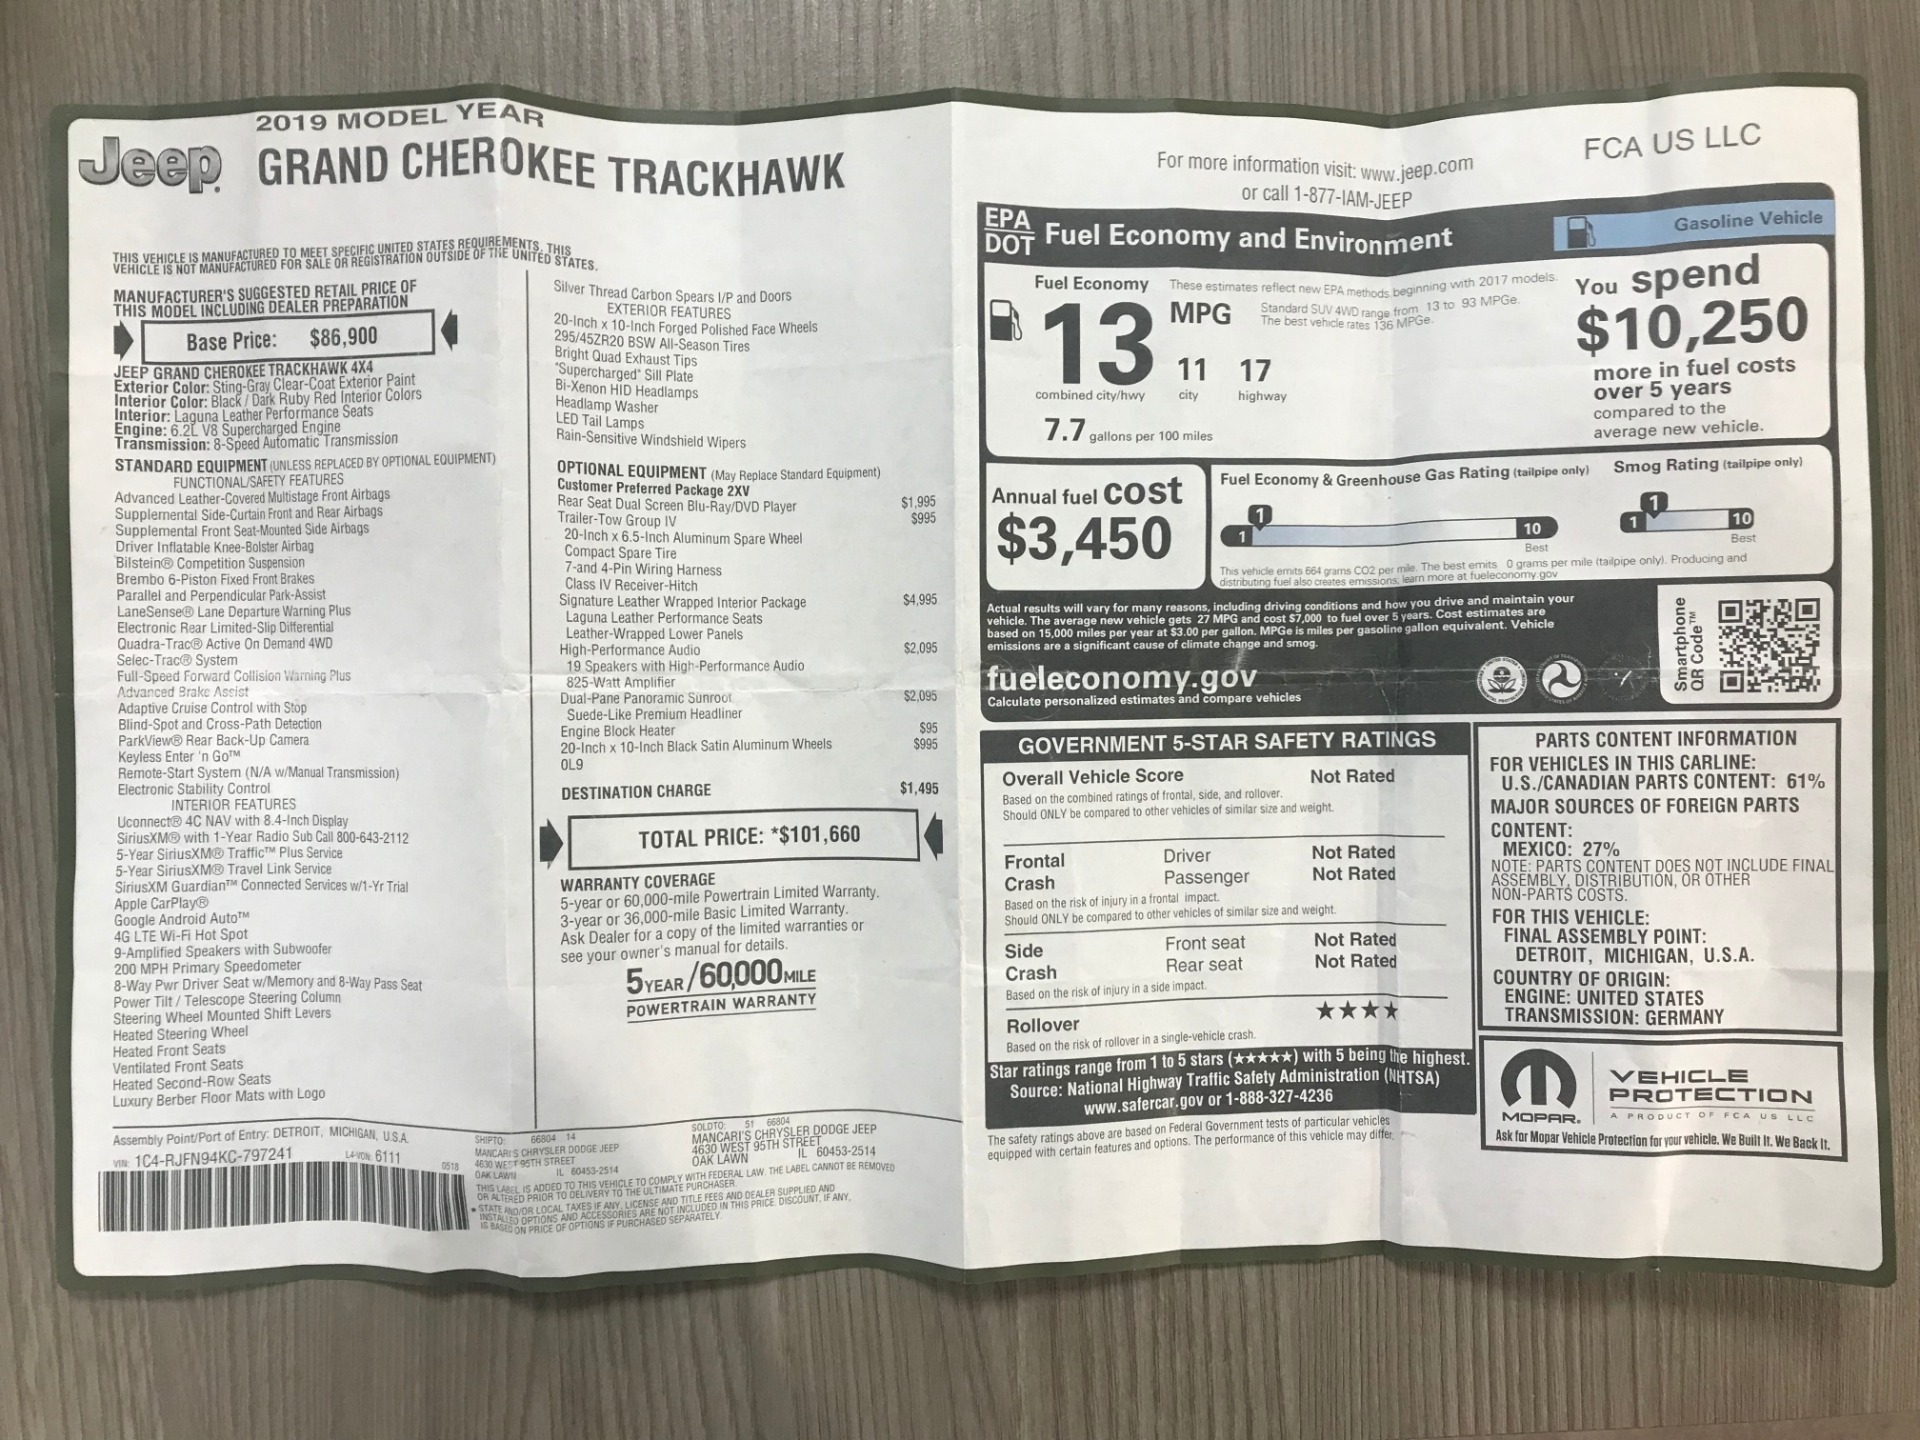 Jeep
2019 MODEL YEAR
GRAND CHEROKEE TRACKHAWK
THIS VEHICLE IS MANUFACTURED TO MEET SPECIFIC UNITED STATES REQUIREMENTS. THIS
VEHICLE IS NOT MANUFACTURED FOR SALE OR REGISTRATION OUTSIDE OF THE UNITED STATES.
MANUFACTURER'S SUGGESTED RETAIL PRICE OF
THIS MODEL INCLUDING DEALER PREPARATION
Base Price: $86,900
JEEP GRAND CHEROKEE TRACKHAWK 4X4
Exterior Color: Sting-Gray Clear-Coat Exterior Paint
Interior Color: Black / Dark Ruby Red Interior Colors
Interior: Laguna Leather Performance Seats
Engine: 6.2L V8 Supercharged Engine
Transmission: 8-Speed Automatic Transmission
STANDARD EQUIPMENT (UNLESS REPLACED BY OPTIONAL EQUIPMENT)
FUNCTIONAL/SAFETY FEATURES
Advanced Leather-Covered Multistage Front Airbags
Supplemental Side-Curtain Front and Rear Airbags
Supplemental Front Seat-Mounted Side Airbags
Driver Inflatable Knee-Bolster Airbag
Bilstein® Competition Suspension
Brembo 6-Piston Fixed Front Brakes
Parallel and Perpendicular Park-Assist
LaneSense® Lane Departure Warning Plus
Electronic Rear Limited-Slip Differential
Quadra-Trac® Active On Demand 4WD
Selec-Trac® System
Full-Speed Forward Collision Warning Plus
Advanced Brake Assist
Adaptive Cruise Control with Stop
Blind-Spot and Cross-Path Detection
ParkView® Rear Back-Up Camera
Keyless Enter 'n Go™
Remote-Start System (N/A w/Manual Transmission)
Electronic Stability Control
INTERIOR FEATURES
Uconnect® 4C NAV with 8.4-Inch Display
SiriusXM® with 1-Year Radio Sub Call 800-643-2112
5-Year SiriusXM® Traffic™ Plus Service
5-Year SiriusXM® Travel Link Service
SiriusXM Guardian™ Connected Services w/1-Yr Trial
Apple CarPlay®
Google Android Auto™
4G LTE Wi-Fi Hot Spot
9-Amplified Speakers with Subwoofer
200 MPH Primary Speedometer
8-Way Pwr Driver Seat w/Memory and 8-Way Pass Seat
Power Tilt / Telescope Steering Column
Steering Wheel Mounted Shift Levers
Heated Steering Wheel
Heated Front Seats
Ventilated Front Seats
Heated Second-Row Seats
Luxury Berber Floor Mats with Logo
Silver Thread Carbon Spears I/P and Doors
EXTERIOR FEATURES
20-Inch x 10-Inch Forged Polished Face Wheels
295/45ZR20 BSW All-Season Tires
Bright Quad Exhaust Tips
"Supercharged" Sill Plate
Bi-Xenon HID Headlamps
Headlamp Washer
LED Tail Lamps
Rain-Sensitive Windshield Wipers
OPTIONAL EQUIPMENT (May Replace Standard Equipment)
Customer Preferred Package 2XV
Rear Seat Dual Screen Blu-Ray/DVD Player $1,995
Trailer-Tow Group IV $995
20-Inch x 6.5-Inch Aluminum Spare Wheel
Compact Spare Tire
7-and 4-Pin Wiring Harness
Class IV Receiver-Hitch
Signature Leather Wrapped Interior Package $4,995
Laguna Leather Performance Seats
Leather-Wrapped Lower Panels
High-Performance Audio $2,095
19 Speakers with High-Performance Audio
825-Watt Amplifier
Dual-Pane Panoramic Sunroof $2,095
Suede-Like Premium Headliner
Engine Block Heater $95
20-Inch x 10-Inch Black Satin Aluminum Wheels $995
0L9
DESTINATION CHARGE $1,495
TOTAL PRICE: *$101,660
WARRANTY COVERAGE
5-year or 60,000-mile Powertrain Limited Warranty.
3-year or 36,000-mile Basic Limited Warranty.
Ask Dealer for a copy of the limited warranties or
see your owner's manual for details.
5YEAR/60,000MILE
POWERTRAIN WARRANTY
Assembly Point/Port of Entry: DETROIT, MICHIGAN, U.S.A.
VIN: 1C4-RJFN94KC-797241 L4-VON: 6111
0518
SHIPTO: 66804 14
MANCARI'S CHRYSLER DODGE JEEP
4630 WEST 95TH STREET
OAK LAWN IL 60453-2514
SOLDTO: 51 66804
MANCARI'S CHRYSLER DODGE JEEP
4630 WEST 95TH STREET
OAK LAWN IL 60453-2514
THIS LABEL IS ADDED TO THIS VEHICLE TO COMPLY WITH FEDERAL LAW. THE LABEL CANNOT BE REMOVED
OR ALTERED PRIOR TO DELIVERY TO THE ULTIMATE PURCHASER.
* STATE AND/OR LOCAL TAXES IF ANY, LICENSE AND TITLE FEES AND DEALER SUPPLIED AND
INSTALLED OPTIONS AND ACCESSORIES ARE NOT INCLUDED IN THIS PRICE. DISCOUNT, IF ANY,
IS BASED ON PRICE OF OPTIONS IF PURCHASED SEPARATELY.
For more information visit: www.jeep.com
or call 1-877-IAM-JEEP
FCA US LLC
EPA
DOT
Fuel Economy and Environment
Gasoline Vehicle
Fuel Economy
13 MPG
combined city/hwy
11
city
17
highway
7.7 gallons per 100 miles
These estimates reflect new EPA methods beginning with 2017 models.
Standard SUV 4WD range from 13 to 93 MPGe.
The best vehicle rates 136 MPGe.
You spend
$10,250
more in fuel costs
over 5 years
compared to the
average new vehicle.
Annual fuel cost
$3,450
Fuel Economy & Greenhouse Gas Rating (tailpipe only)
1
1 10
Best
Smog Rating (tailpipe only)
1
1 10
Best
This vehicle emits 664 grams CO2 per mile. The best emits 0 grams per mile (tailpipe only). Producing and
distributing fuel also creates emissions, learn more at fueleconomy.gov
Actual results will vary for many reasons, including driving conditions and how you drive and maintain your
vehicle. The average new vehicle gets 27 MPG and cost $7,000 to fuel over 5 years. Cost estimates are
based on 15,000 miles per year at $3.00 per gallon. MPGe is miles per gasoline gallon equivalent. Vehicle
emissions are a significant cause of climate change and smog.
fueleconomy.gov
Calculate personalized estimates and compare vehicles
Smartphone
QR Code™
GOVERNMENT 5-STAR SAFETY RATINGS
Overall Vehicle Score Not Rated
Based on the combined ratings of frontal, side, and rollover.
Should ONLY be compared to other vehicles of similar size and weight.
Frontal Driver Not Rated
Crash Passenger Not Rated
Based on the risk of injury in a frontal impact.
Should ONLY be compared to other vehicles of similar size and weight.
Side Front seat Not Rated
Crash Rear seat Not Rated
Based on the risk of injury in a side impact.
Rollover ★★★★
Based on the risk of rollover in a single-vehicle crash.
Star ratings range from 1 to 5 stars (★★★★★) with 5 being the highest.
Source: National Highway Traffic Safety Administration (NHTSA)
www.safercar.gov or 1-888-327-4236
The safety ratings above are based on Federal Government tests of particular vehicles
equipped with certain features and options. The performance of this vehicle may differ.
PARTS CONTENT INFORMATION
FOR VEHICLES IN THIS CARLINE:
U.S./CANADIAN PARTS CONTENT: 61%
MAJOR SOURCES OF FOREIGN PARTS
CONTENT:
MEXICO: 27%
NOTE: PARTS CONTENT DOES NOT INCLUDE FINAL
ASSEMBLY, DISTRIBUTION, OR OTHER
NON-PARTS COSTS.
FOR THIS VEHICLE:
FINAL ASSEMBLY POINT:
DETROIT, MICHIGAN, U.S.A.
COUNTRY OF ORIGIN:
ENGINE: UNITED STATES
TRANSMISSION: GERMANY
MOPAR.
VEHICLE
PROTECTION
A PRODUCT OF FCA US LLC
Ask for Mopar Vehicle Protection for your vehicle. We Built It. We Back It.